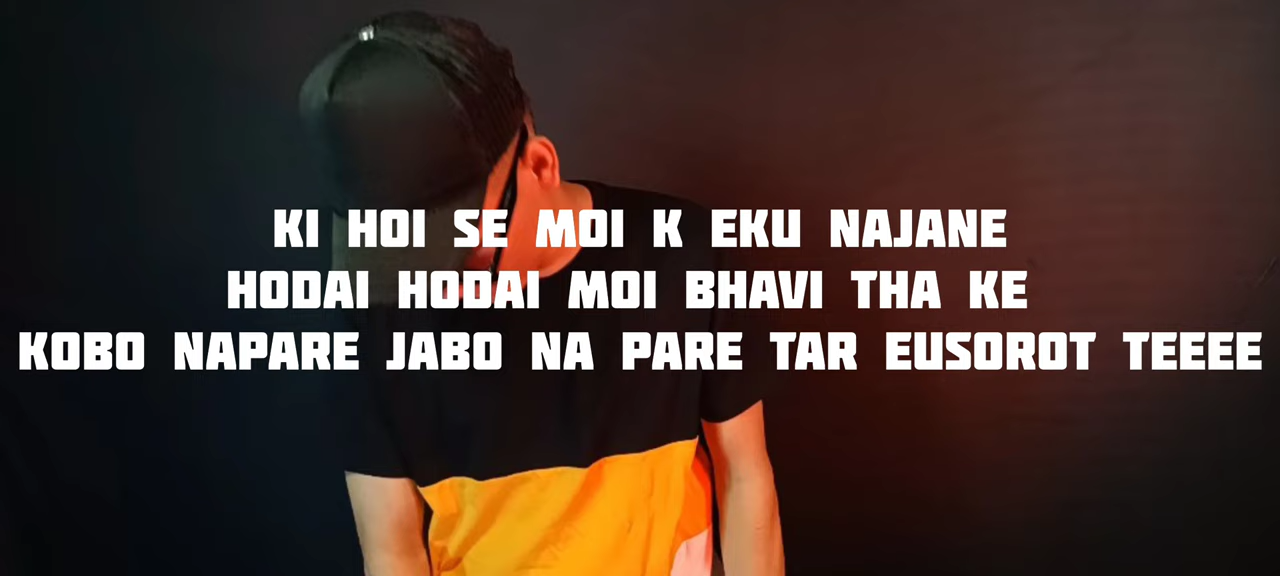 KI HOI SE MOI K EKU NAJANE
HODAI HODAI MOI BHAVI THA KE
KOBO NAPARE JABO NA PARE TAR EUSOROT TEEEE